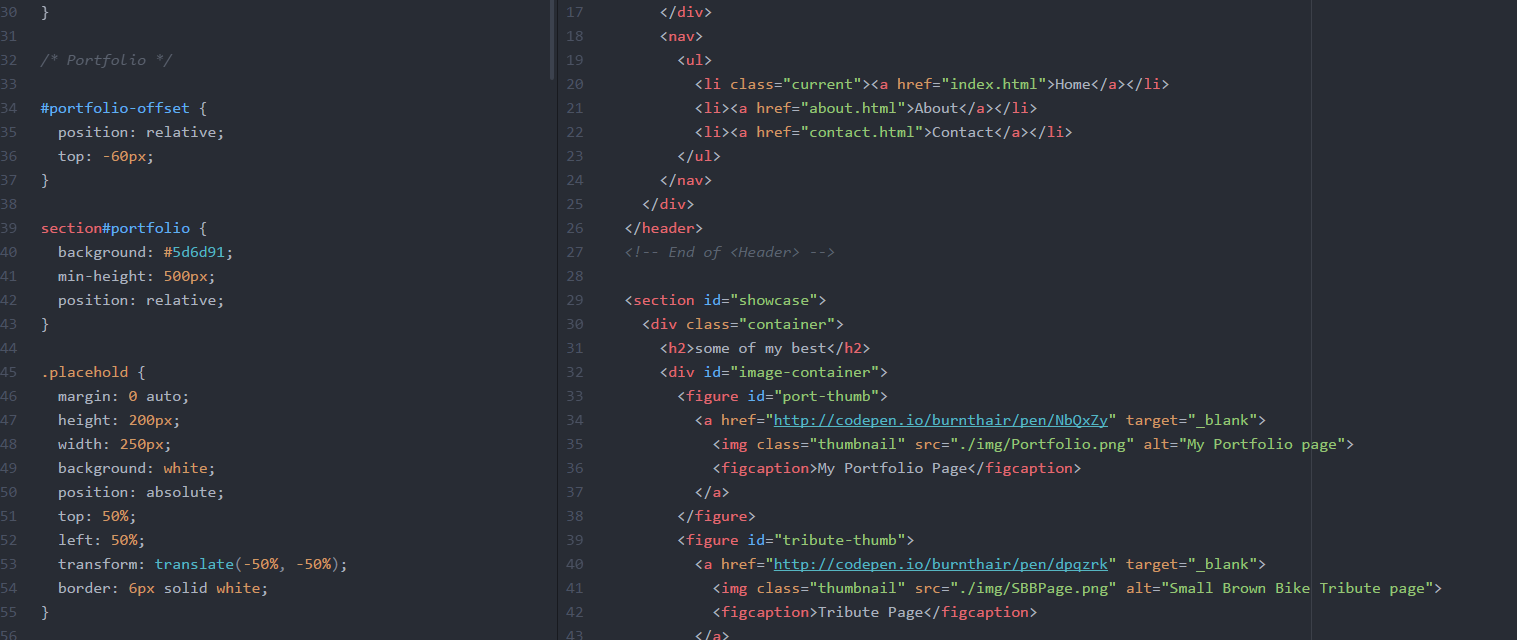 30 }
31
32 /* Portfolio */
33
34 #portfolio-offset {
35 position: relative;
36 top: -60px;
37 }
38
39 section#portfolio {
40 background: #5d6d91;
41 min-height: 500px;
42 position: relative;
43 }
44
45 .placehold {
46 margin: 0 auto;
47 height: 200px;
48 width: 250px;
49 background: white;
50 position: absolute;
51 top: 50%;
52 left: 50%;
53 transform: translate(-50%, -50%);
54 border: 6px solid white;
55 }
56
17 </div>
18 <nav>
19 <ul>
20 <li class="current"><a href="index.html">Home</a></li>
21 <li><a href="about.html">About</a></li>
22 <li><a href="contact.html">Contact</a></li>
23 </ul>
24 </nav>
25 </div>
26 </header>
27 <!-- End of <Header> -->
28
29 <section id="showcase">
30 <div class="container">
31 <h2>some of my best</h2>
32 <div id="image-container">
33 <figure id="port-thumb">
34 <a href="http://codepen.io/burnthair/pen/NbQxZy" target="_blank">
35 <img class="thumbnail" src="./img/Portfolio.png" alt="My Portfolio page">
36 <figcaption>My Portfolio Page</figcaption>
37 </a>
38 </figure>
39 <figure id="tribute-thumb">
40 <a href="http://codepen.io/burnthair/pen/dpqzrk" target="_blank">
41 <img class="thumbnail" src="./img/SBBPage.png" alt="Small Brown Bike Tribute page">
42 <figcaption>Tribute Page</figcaption>
43 </a>